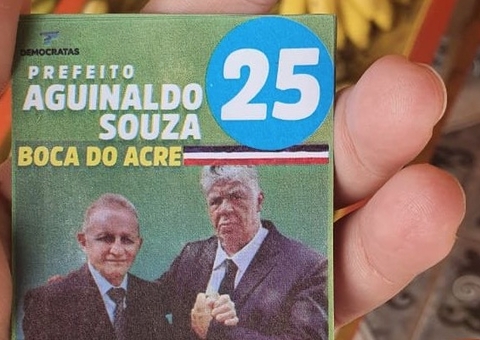 DEMOCRATAS
25
PREFEITO
AGUINALDO
SOUZA
BOCA DO ACRE